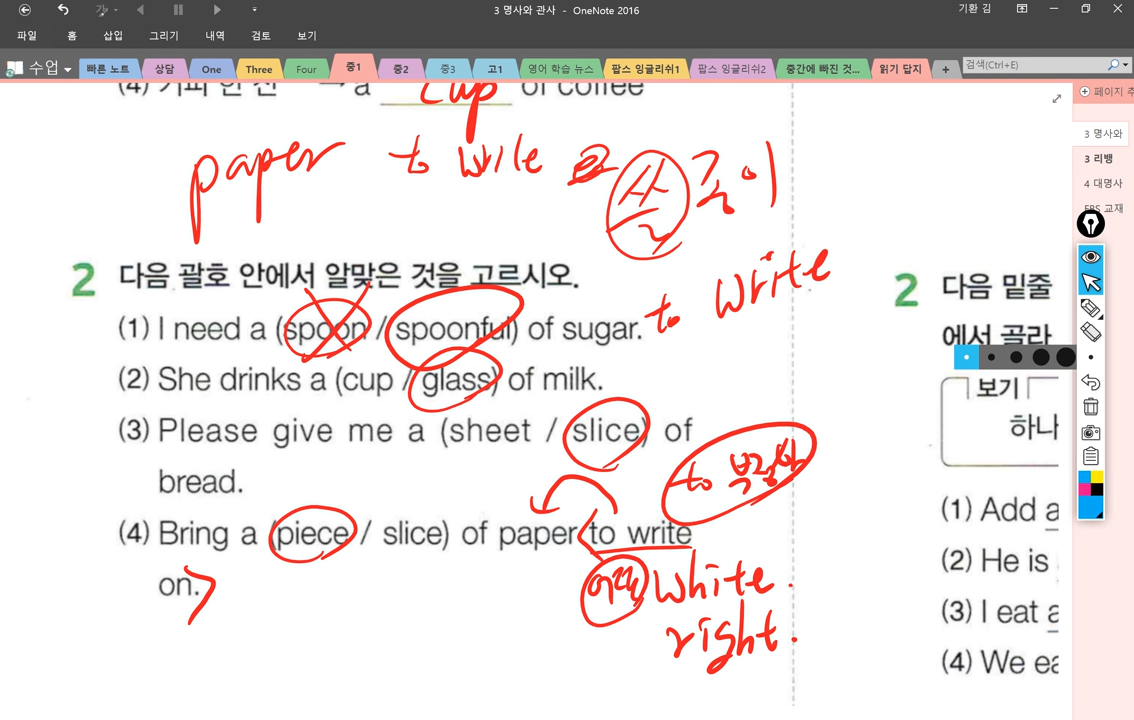 3 명사와 관사 - OneNote 2016
기환 김
파일 홈 삽입 그리기 내역 검토 보기
수업 빠른 노트 상담 One Three Four 중1 중2 중3 고1 영어 학습 뉴스 팝스 잉글리쉬1 팝스 잉글리쉬2 중간에 빠진 것... 읽기 답지 + 검색(Ctrl+E)
페이지 추
3 명사와
3 리뱅
4 대명사
EBS 교재
(4) 커피 한 잔 → a cup of coffee
paper to write
종이
to write
2 다음 괄호 안에서 알맞은 것을 고르시오.
(1) I need a (spoon / spoonful) of sugar.
(2) She drinks a (cup / glass) of milk.
(3) Please give me a (sheet / slice) of
bread.
to
(4) Bring a (piece / slice) of paper to write
on.
white.
right.
2 다음 밑줄
에서 골라
보기
하나
(1) Add a
(2) He is
(3) I eat a
(4) We ea